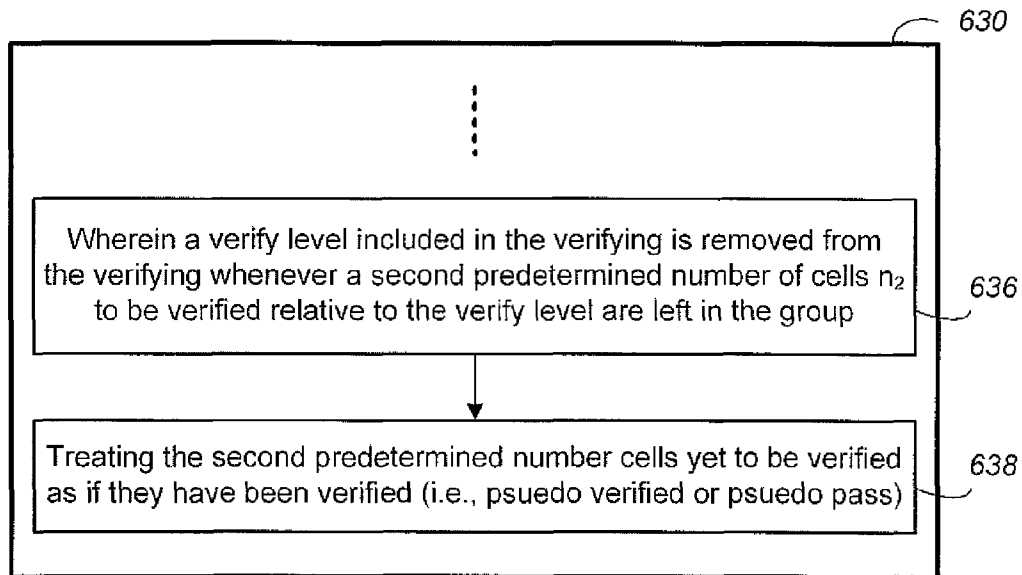 630
Wherein a verify level included in the verifying is removed from
the verifying whenever a second predetermined number of cells n₂
to be verified relative to the verify level are left in the group
636
Treating the second predetermined number cells yet to be verified
as if they have been verified (i.e., psuedo verified or psuedo pass)
638